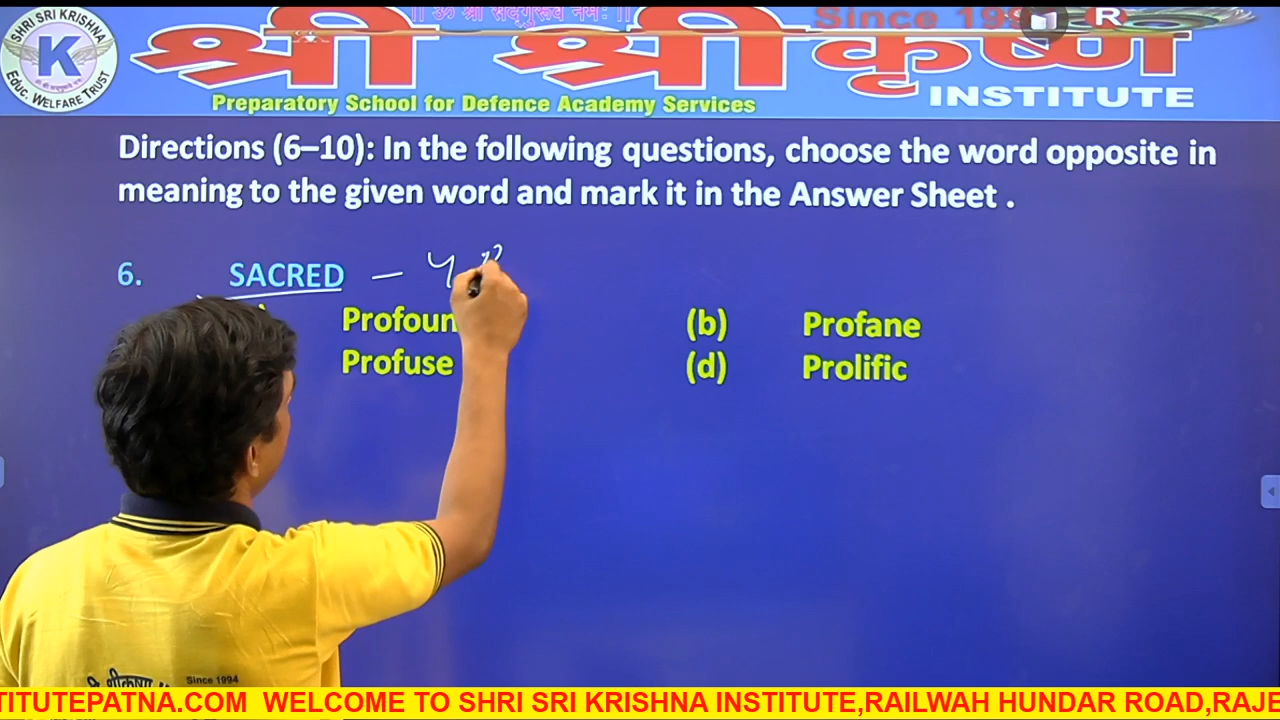 || ॐ श्री सद्गुरूवे नमः ||
Since 199
R
SHRI SRI KRISHNA
K
Educ. WELFARE TRUST
श्री श्रीकृष्ण
INSTITUTE
Preparatory School for Defence Academy Services
Directions (6–10): In the following questions, choose the word opposite in
meaning to the given word and mark it in the Answer Sheet .
6. SACRED –
Profoun
(b) Profane
Profuse
(d) Prolific
श्री श्रीकृष्ण
Since 1994
TITUTEPATNA.COM WELCOME TO SHRI SRI KRISHNA INSTITUTE,RAILWAH HUNDAR ROAD,RAJE